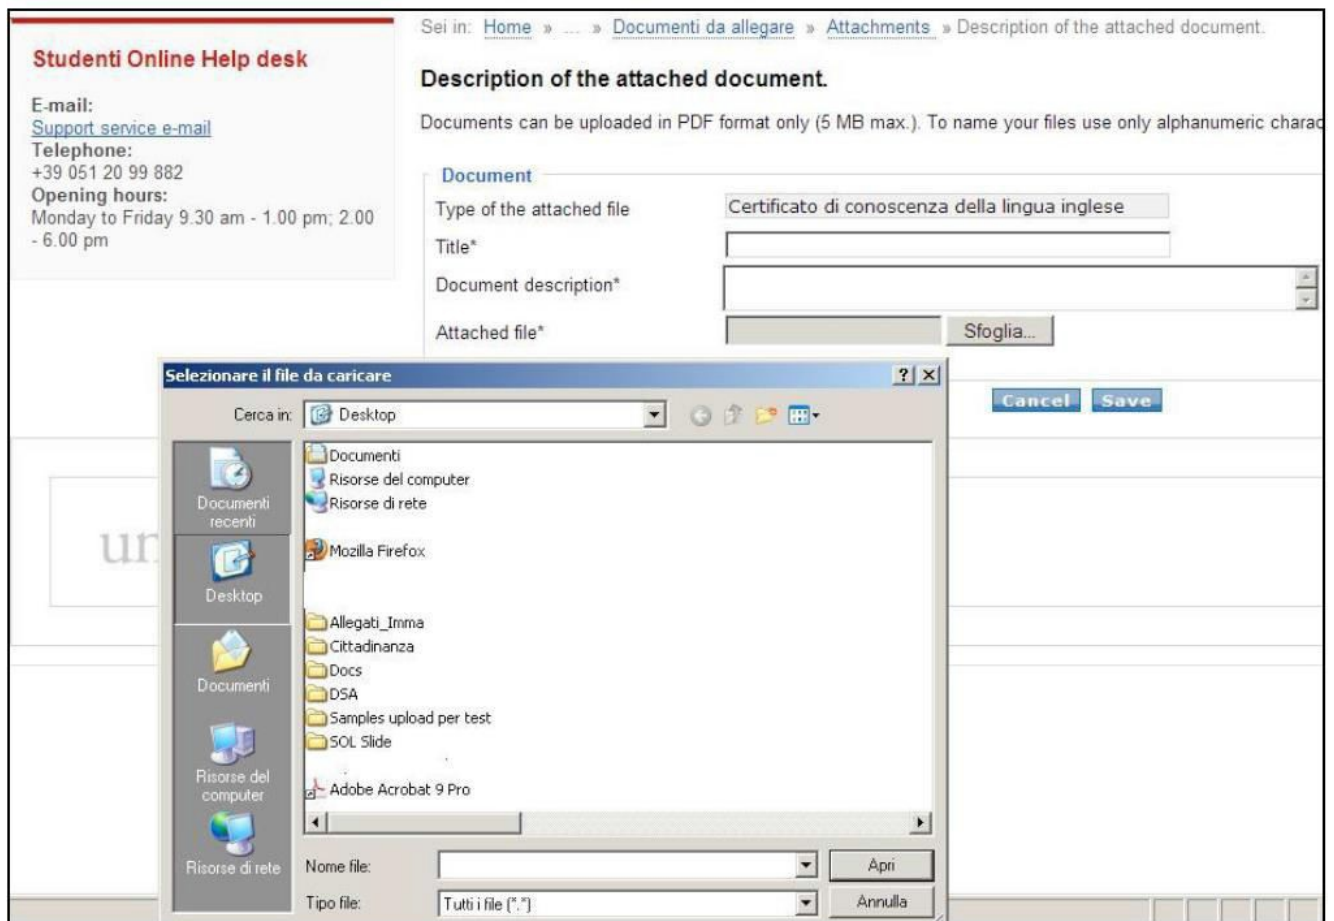 Sei in: Home » ... » Documenti da allegare » Attachments » Description of the attached document.
Studenti Online Help desk
E-mail:
Support service e-mail
Telephone:
+39 051 20 99 882
Opening hours:
Monday to Friday 9.30 am - 1.00 pm; 2.00
- 6.00 pm
Description of the attached document.
Documents can be uploaded in PDF format only (5 MB max.). To name your files use only alphanumeric charac
Document
Type of the attached file Certificato di conoscenza della lingua inglese
Title*
Document description*
Attached file* Sfoglia...
Cancel Save
Selezionare il file da caricare
Cerca in: Desktop
Documenti recenti
Desktop
Documenti
Risorse del computer
Risorse di rete
Documenti
Risorse del computer
Risorse di rete
Mozilla Firefox
Allegati_Imma
Cittadinanza
Docs
DSA
Samples upload per test
SOL Slide
Adobe Acrobat 9 Pro
Nome file: Apri
Tipo file: Tutti i file (*.*) Annulla